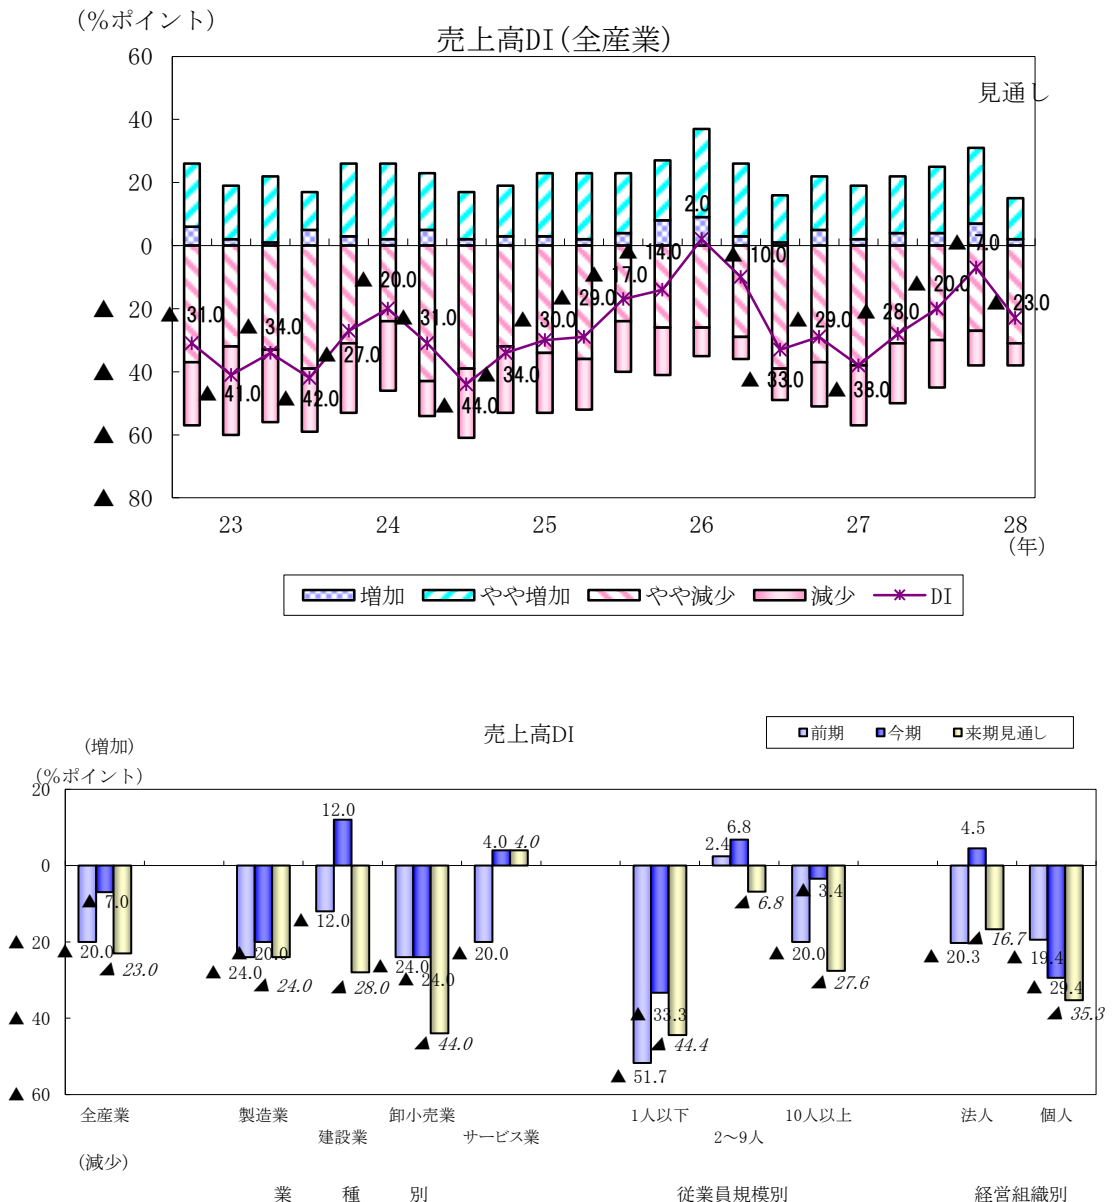 (％ポイント)
売上高DI(全産業)
見通し
60
40
20
0
▲ 20
▲ 40
▲ 60
▲ 80
▲ 31.0
▲ 41.0
▲ 34.0
▲ 42.0
▲ 27.0
▲ 20.0
▲ 31.0
▲ 44.0
▲ 34.0
▲ 30.0
▲ 29.0
▲ 17.0
▲ 14.0
2.0
▲ 10.0
▲ 33.0
▲ 29.0
▲ 38.0
▲ 28.0
▲ 20.0
▲ 7.0
▲ 23.0
23 24 25 26 27 28
(年)
増加 やや増加 やや減少 減少 DI
売上高DI
前期 今期 来期見通し
(増加)
(％ポイント)
20
0
▲ 20
▲ 40
▲ 60
▲ 20.0 ▲ 7.0 ▲ 23.0
▲ 24.0 ▲ 20.0 ▲ 24.0
▲ 12.0 12.0 ▲ 28.0
▲ 24.0 ▲ 24.0 ▲ 44.0
▲ 20.0 4.0 4.0
▲ 51.7 ▲ 33.3 ▲ 44.4
2.4 6.8 ▲ 6.8
▲ 20.0 ▲ 3.4 ▲ 27.6
▲ 20.3 4.5 ▲ 16.7
▲ 19.4 ▲ 29.4 ▲ 35.3
全産業 製造業 卸小売業 1人以下 10人以上 法人 個人
建設業 サービス業 2～9人
(減少)
業 種 別 従業員規模別 経営組織別